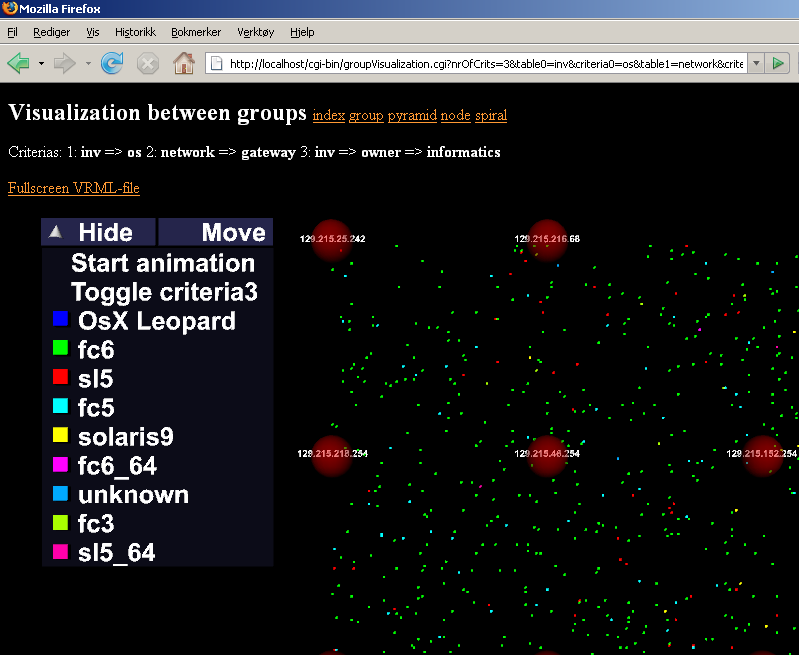 Mozilla Firefox
Fil Rediger Vis Historikk Bokmerker Verktøy Hjelp
http://localhost/cgi-bin/groupVisualization.cgi?nrOfCrits=3&table0=inv&criteria0=os&table1=network&crite
Visualization between groups index group pyramid node spiral
Criterias: 1: inv => os 2: network => gateway 3: inv => owner => informatics
Fullscreen VRML-file
Hide Move
Start animation
Toggle criteria3
OsX Leopard
fc6
sl5
fc5
solaris9
fc6_64
unknown
fc3
sl5_64
129.215.25.242 129.215.216.66
129.215.218.254 129.215.46.254 129.215.152.254